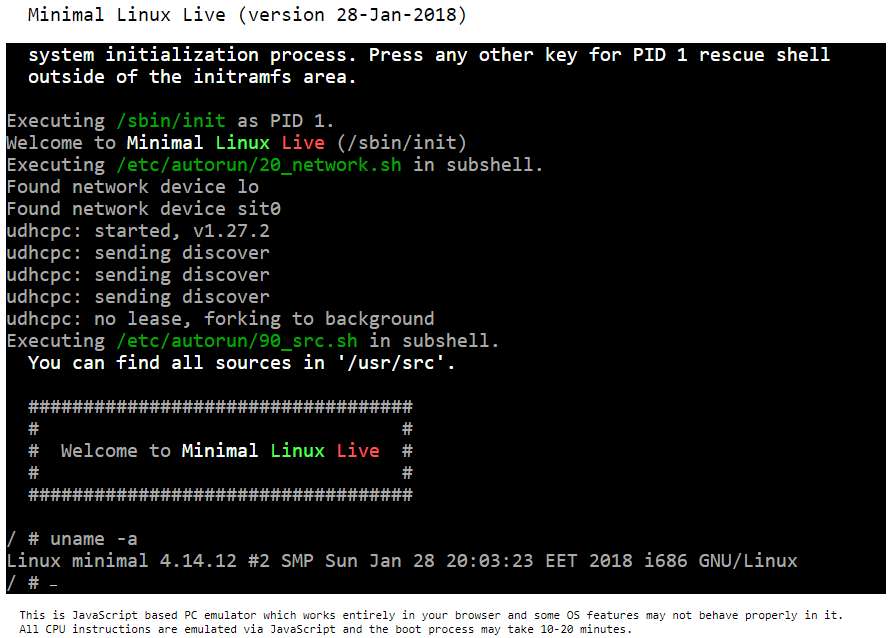 Minimal Linux Live (version 28-Jan-2018)
system initialization process. Press any other key for PID 1 rescue shell
outside of the initramfs area.
Executing /sbin/init as PID 1.
Welcome to Minimal Linux Live (/sbin/init)
Executing /etc/autorun/20_network.sh in subshell.
Found network device lo
Found network device sit0
udhcpc: started, v1.27.2
udhcpc: sending discover
udhcpc: sending discover
udhcpc: sending discover
udhcpc: no lease, forking to background
Executing /etc/autorun/90_src.sh in subshell.
You can find all sources in '/usr/src'.
###################################
#                                 #
#  Welcome to Minimal Linux Live  #
#                                 #
###################################
/ # uname -a
Linux minimal 4.14.12 #2 SMP Sun Jan 28 20:03:23 EET 2018 i686 GNU/Linux
/ # _
This is JavaScript based PC emulator which works entirely in your browser and some OS features may not behave properly in it.
All CPU instructions are emulated via JavaScript and the boot process may take 10-20 minutes.